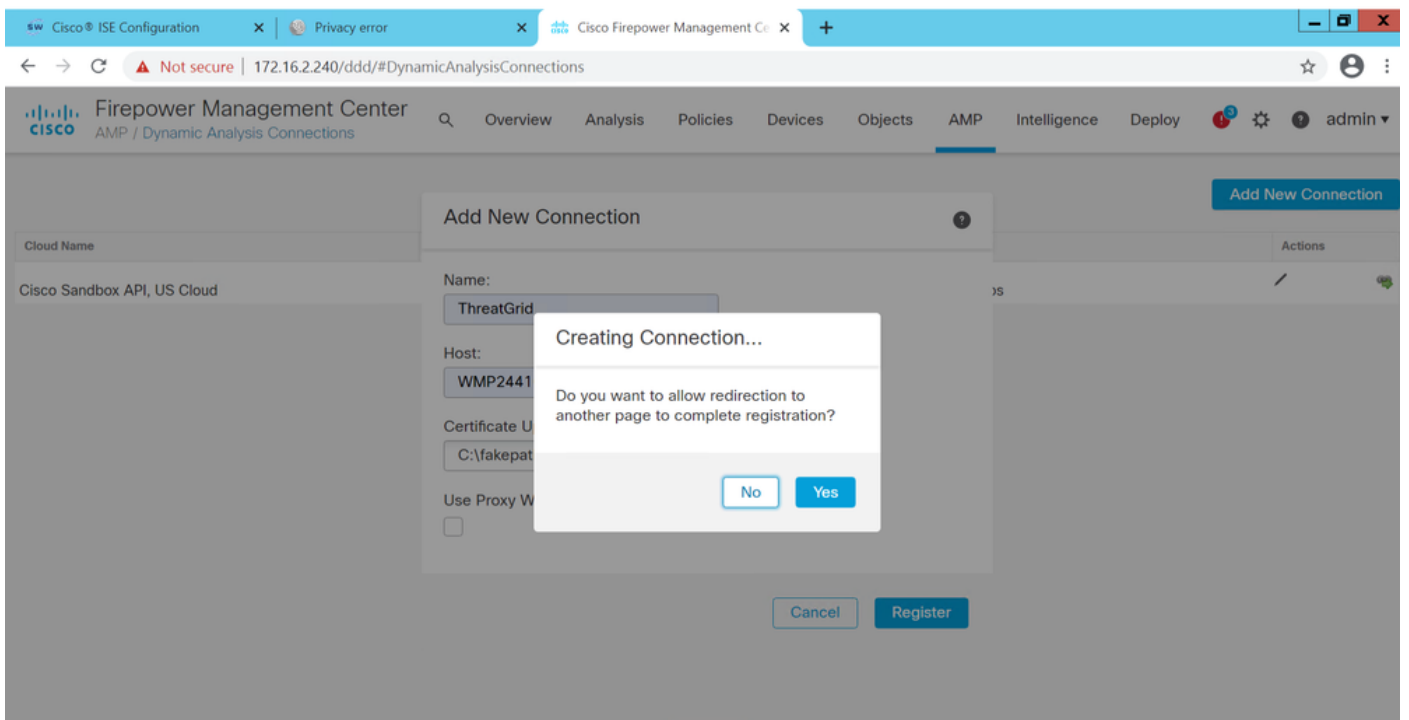 Cisco® ISE Configuration
Privacy error
Cisco Firepower Management Ce
Not secure | 172.16.2.240/ddd/#DynamicAnalysisConnections
CISCO
Firepower Management Center
AMP / Dynamic Analysis Connections
Overview Analysis Policies Devices Objects AMP Intelligence Deploy 3 admin
Add New Connection
Add New Connection
Cloud Name
Actions
Cisco Sandbox API, US Cloud
Name:
ThreatGrid
Host:
WMP2441
Certificate U
C:\fakepat
Use Proxy W
Creating Connection...
Do you want to allow redirection to
another page to complete registration?
No Yes
Cancel Register